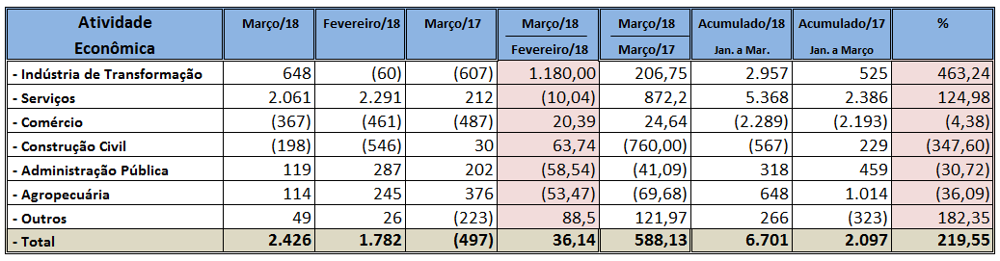 Atividade Econômica Março/18 Fevereiro/18 Março/17 Março/18 Fevereiro/18 Março/18 Março/17 Acumulado/18 Jan. a Mar. Acumulado/17 Jan. a Março %
- Indústria de Transformação 648 (60) (607) 1.180,00 206,75 2.957 525 463,24
- Serviços 2.061 2.291 212 (10,04) 872,2 5.368 2.386 124,98
- Comércio (367) (461) (487) 20,39 24,64 (2.289) (2.193) (4,38)
- Construção Civil (198) (546) 30 63,74 (760,00) (567) 229 (347,60)
- Administração Pública 119 287 202 (58,54) (41,09) 318 459 (30,72)
- Agropecuária 114 245 376 (53,47) (69,68) 648 1.014 (36,09)
- Outros 49 26 (223) 88,5 121,97 266 (323) 182,35
- Total 2.426 1.782 (497) 36,14 588,13 6.701 2.097 219,55